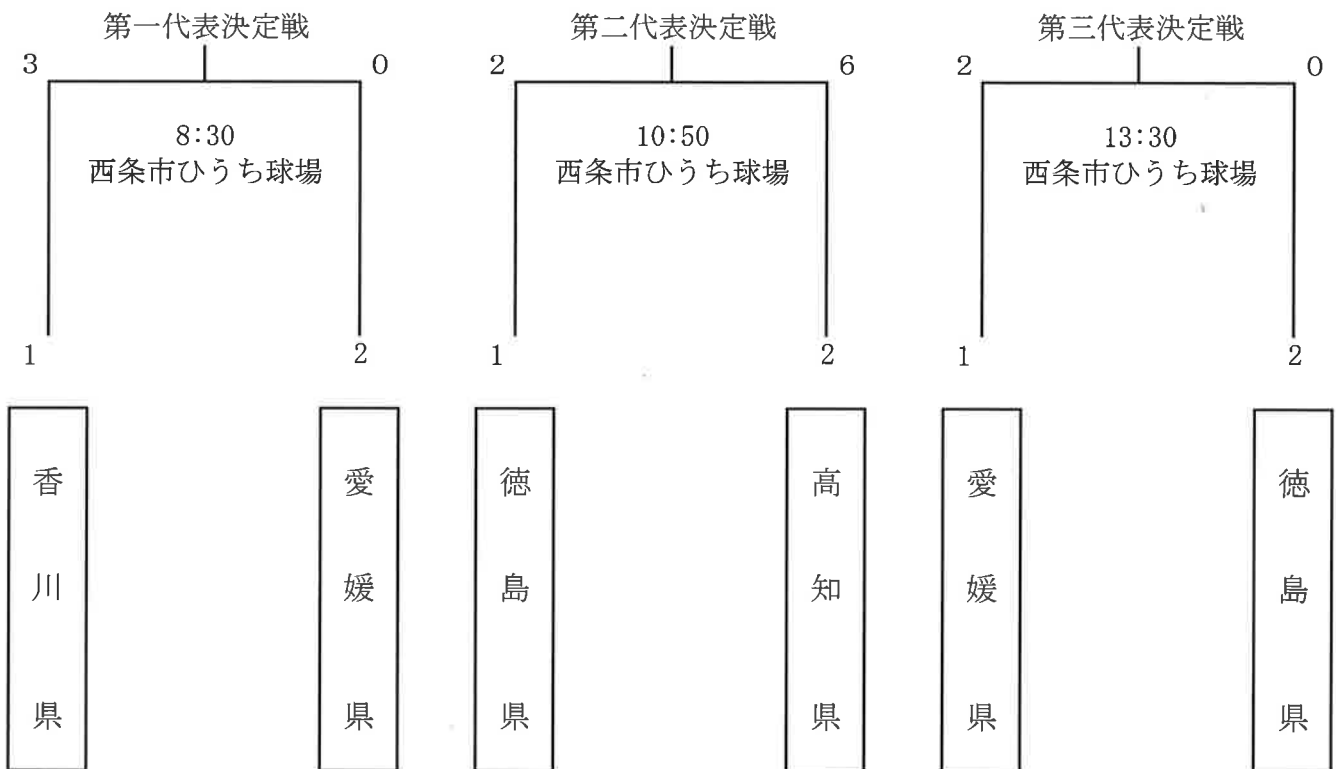 第一代表決定戦
3 0
8:30
西条市ひうち球場
1 2
香川県
愛媛県
第二代表決定戦
2 6
10:50
西条市ひうち球場
1 2
徳島県
高知県
第三代表決定戦
2 0
13:30
西条市ひうち球場
1 2
愛媛県
徳島県